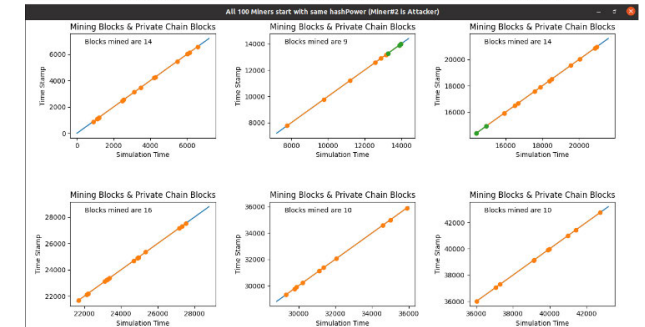 All 100 Miners start with same hashPower (Miner#2 is Attacker)
Mining Blocks & Private Chain Blocks
Blocks mined are 14
Time Stamp
6000
4000
2000
0
0 2000 4000 6000
Simulation Time
Mining Blocks & Private Chain Blocks
Blocks mined are 9
Time Stamp
14000
12000
10000
8000
8000 9000 10000 11000 12000 13000 14000
Simulation Time
Mining Blocks & Private Chain Blocks
Blocks mined are 14
Time Stamp
20000
18000
16000
16000 18000 20000
Simulation Time
Mining Blocks & Private Chain Blocks
Blocks mined are 16
Time Stamp
28000
26000
24000
22000
22000 24000 26000 28000
Simulation Time
Mining Blocks & Private Chain Blocks
Blocks mined are 10
Time Stamp
36000
34000
32000
30000
30000 32000 34000 36000
Simulation Time
Mining Blocks & Private Chain Blocks
Blocks mined are 10
Time Stamp
42000
40000
38000
36000
36000 38000 40000 42000
Simulation Time